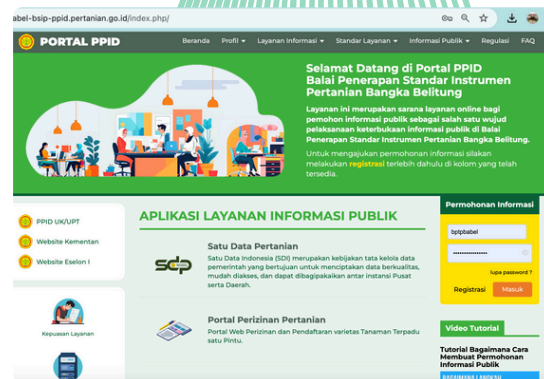 abel-bsip-ppid.pertanian.go.id/index.php/
PORTAL PPID
Beranda Profil Layanan Informasi Standar Layanan Informasi Publik Regulasi FAQ
Selamat Datang di Portal PPID
Balai Penerapan Standar Instrumen
Pertanian Bangka Belitung
Layanan ini merupakan sarana layanan online bagi
pemohon informasi publik sebagai salah satu wujud
pelaksanaan keterbukaan informasi publik di Balai
Penerapan Standar Instrumen Pertanian Bangka Belitung.
Untuk mengajukan permohonan informasi silakan
melakukan registrasi terlebih dahulu di kolom yang telah
tersedia.
PPID UK/UPT
Website Kementan
Website Eselon I
Kepuasan Layanan
APLIKASI LAYANAN INFORMASI PUBLIK
Satu Data Pertanian
Satu Data Indonesia (SDI) merupakan kebijakan tata kelola data
pemerintah yang bertujuan untuk menciptakan data berkualitas,
mudah diakses, dan dapat dibagipakaikan antar instansi Pusat
serta Daerah.
Portal Perizinan Pertanian
Portal Web Perizinan dan Pendaftaran varietas Tanaman Terpadu
satu Pintu.
Permohonan Informasi
bptpbabel
lupa password ?
Registrasi Masuk
Video Tutorial
Tutorial Bagaimana Cara
Membuat Permohonan
Informasi Publik